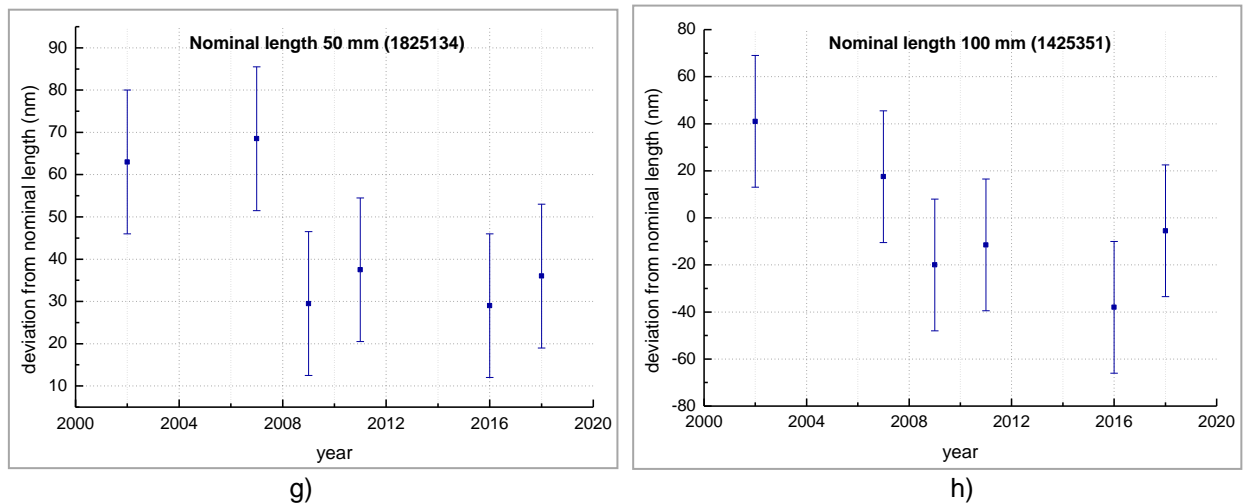 Nominal length 50 mm (1825134)
deviation from nominal length (nm)
90
80
70
60
50
40
30
20
10
2000 2004 2008 2012 2016 2020
year
g)
Nominal length 100 mm (1425351)
deviation from nominal length (nm)
80
60
40
20
0
-20
-40
-60
-80
2000 2004 2008 2012 2016 2020
year
h)